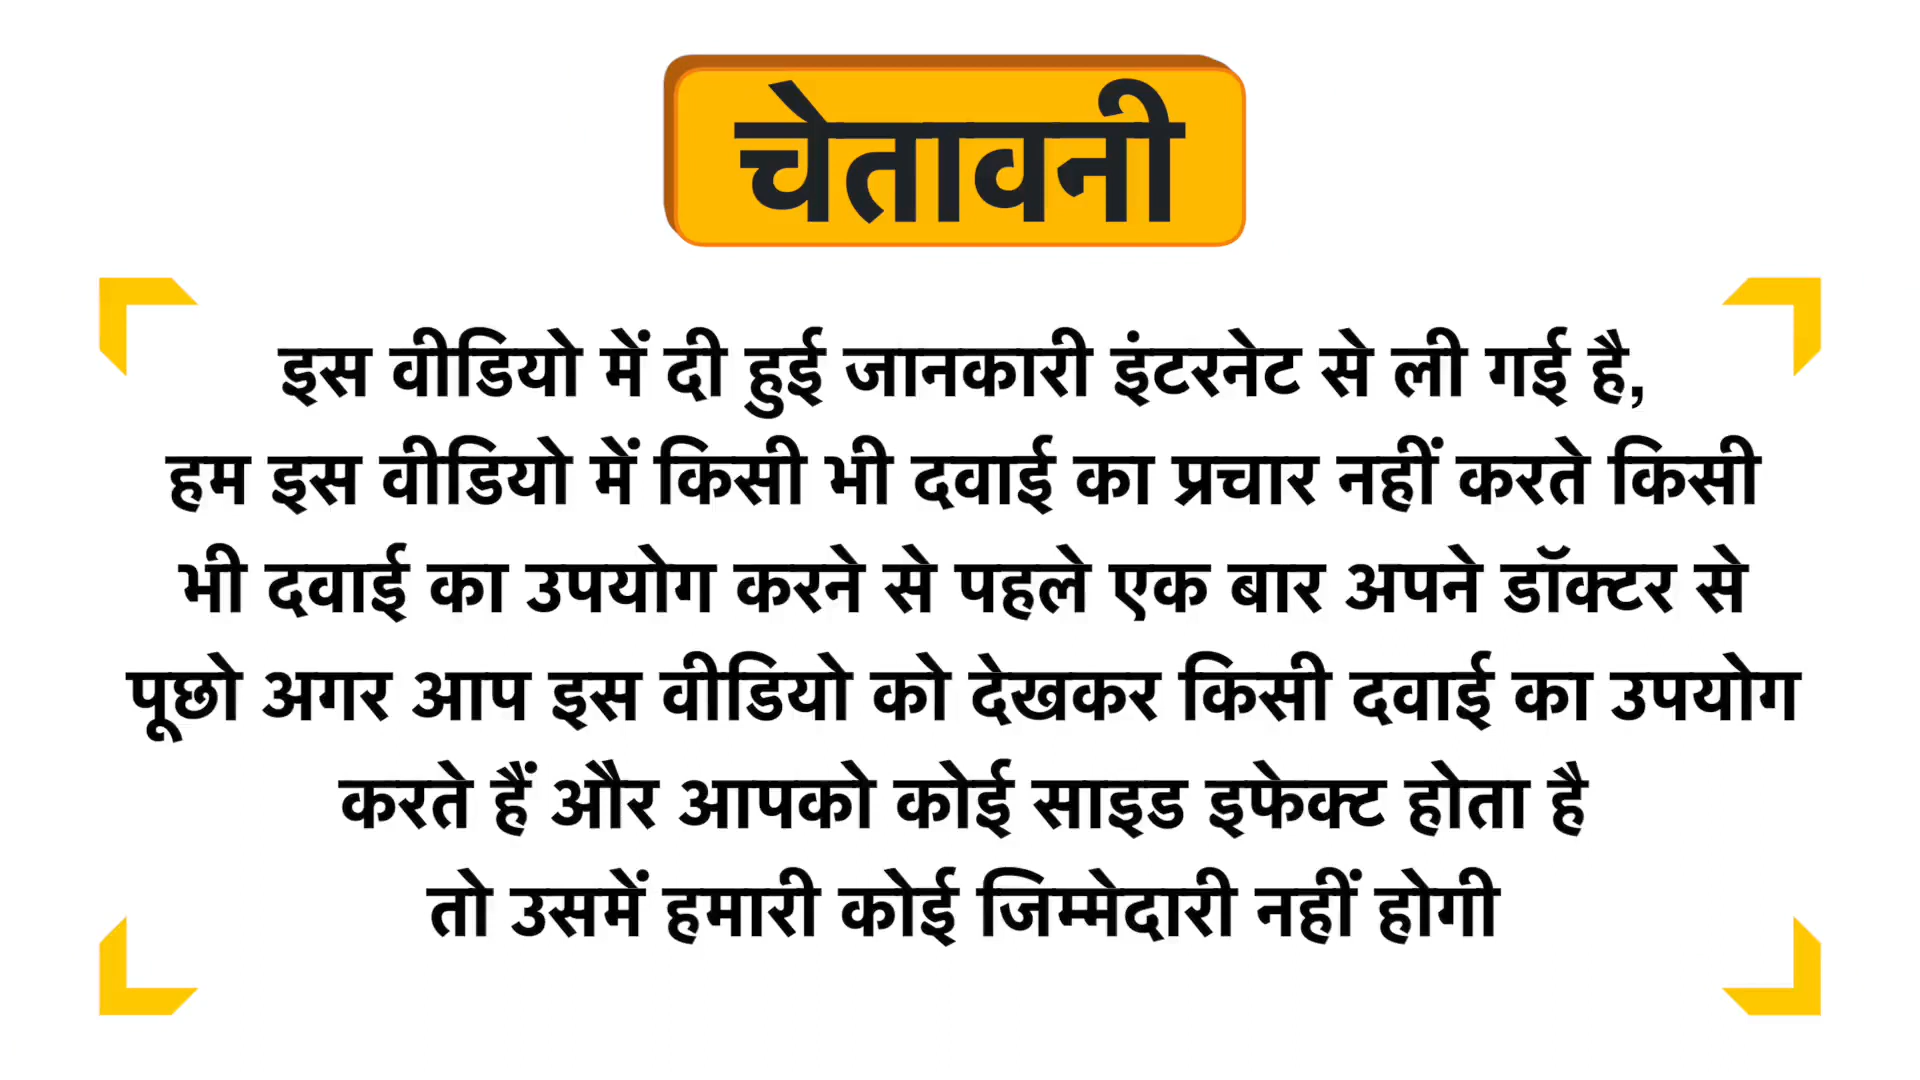 चेतावनी
इस वीडियो में दी हुई जानकारी इंटरनेट से ली गई है,
हम इस वीडियो में किसी भी दवाई का प्रचार नहीं करते किसी
भी दवाई का उपयोग करने से पहले एक बार अपने डॉक्टर से
पूछो अगर आप इस वीडियो को देखकर किसी दवाई का उपयोग
करते हैं और आपको कोई साइड इफेक्ट होता है
तो उसमें हमारी कोई जिम्मेदारी नहीं होगी